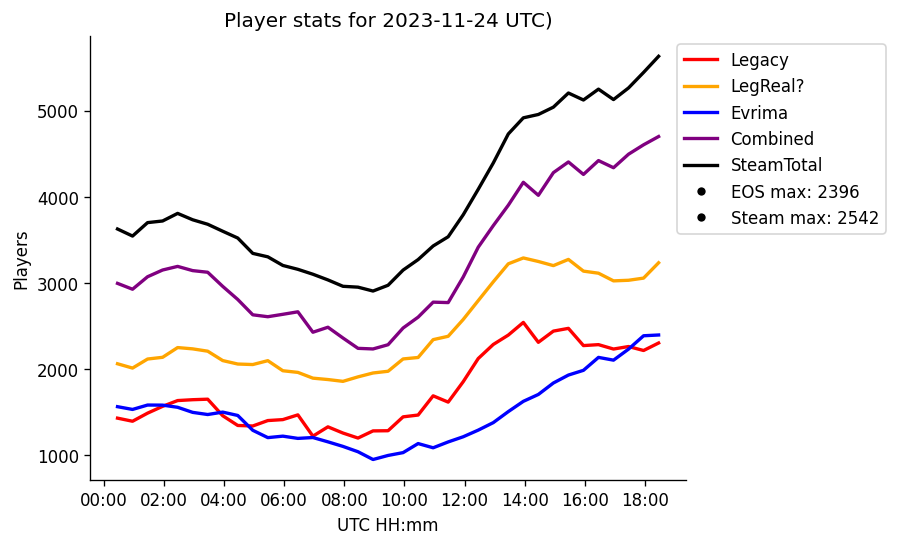 Player stats for 2023-11-24 UTC)
Legacy
LegReal?
Evrima
Combined
SteamTotal
EOS max: 2396
Steam max: 2542
Players
5000
4000
3000
2000
1000
00:00 02:00 04:00 06:00 08:00 10:00 12:00 14:00 16:00 18:00
UTC HH:mm